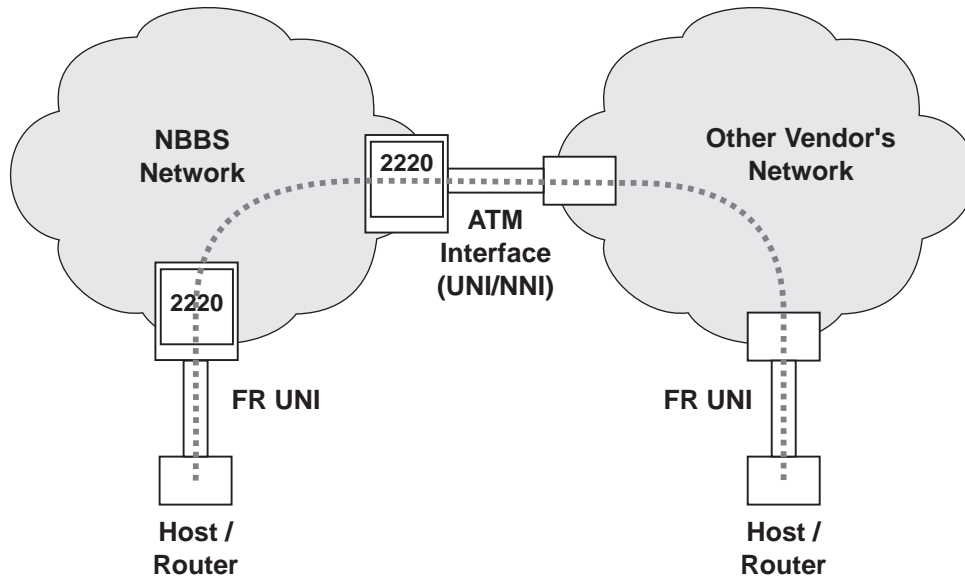 NBBS
Network
2220
Other Vendor's
Network
ATM
Interface
(UNI/NNI)
2220
FR UNI
FR UNI
Host /
Router
Host /
Router